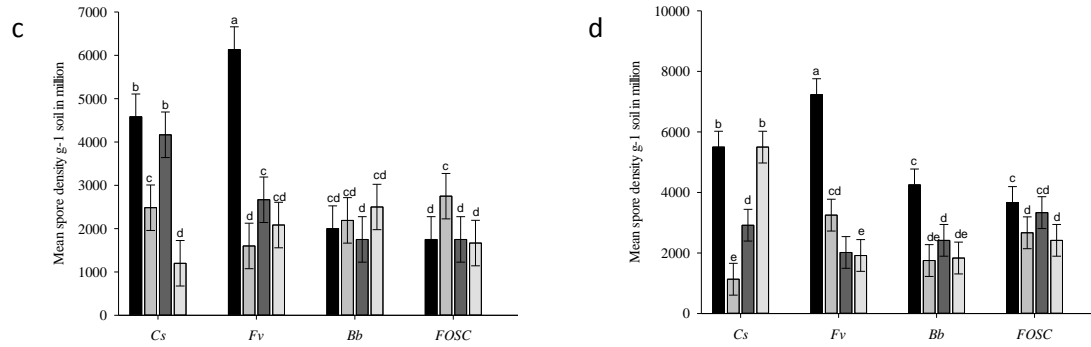 c
Mean spore density g-1 soil in million
7000
6000
5000
4000
3000
2000
1000
0
b
c
b
d
a
d
c
cd
cd
cd
d
cd
d
c
d
d
Cs
Fv
Bb
FOSC
d
Mean spore density g-1 soil in million
10000
8000
6000
4000
2000
0
b
e
d
b
a
cd
e
c
de
d
de
c
d
cd
d
Cs
Fv
Bb
FOSC